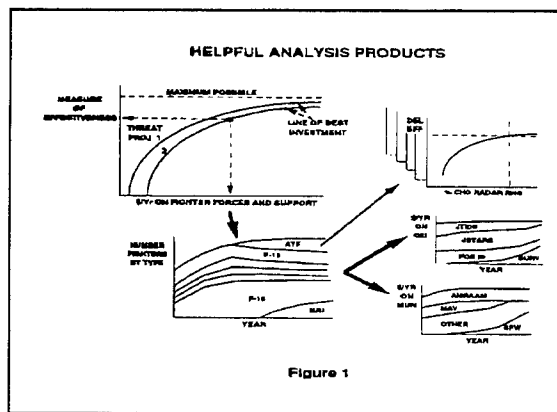 HELPFUL ANALYSIS PRODUCTS
MAXIMUM POSSIBLE
MEASURE
OF
EFFECTIVENESS
THREAT
PROJ. 1
2
LINE OF BEST
INVESTMENT
$/Yr ON FIGHTER FORCES AND SUPPORT
DEL
EFF
% CHG RADAR RNG
NUMBER
FIGHTERS
BY TYPE
ATF
F-15
F-16
YEAR
$/YR
ON
JTIDS
JSTARS
YEAR
$/YR
ON
MUN
AMRAAM
MAV
OTHER
SFW
YEAR
Figure 1